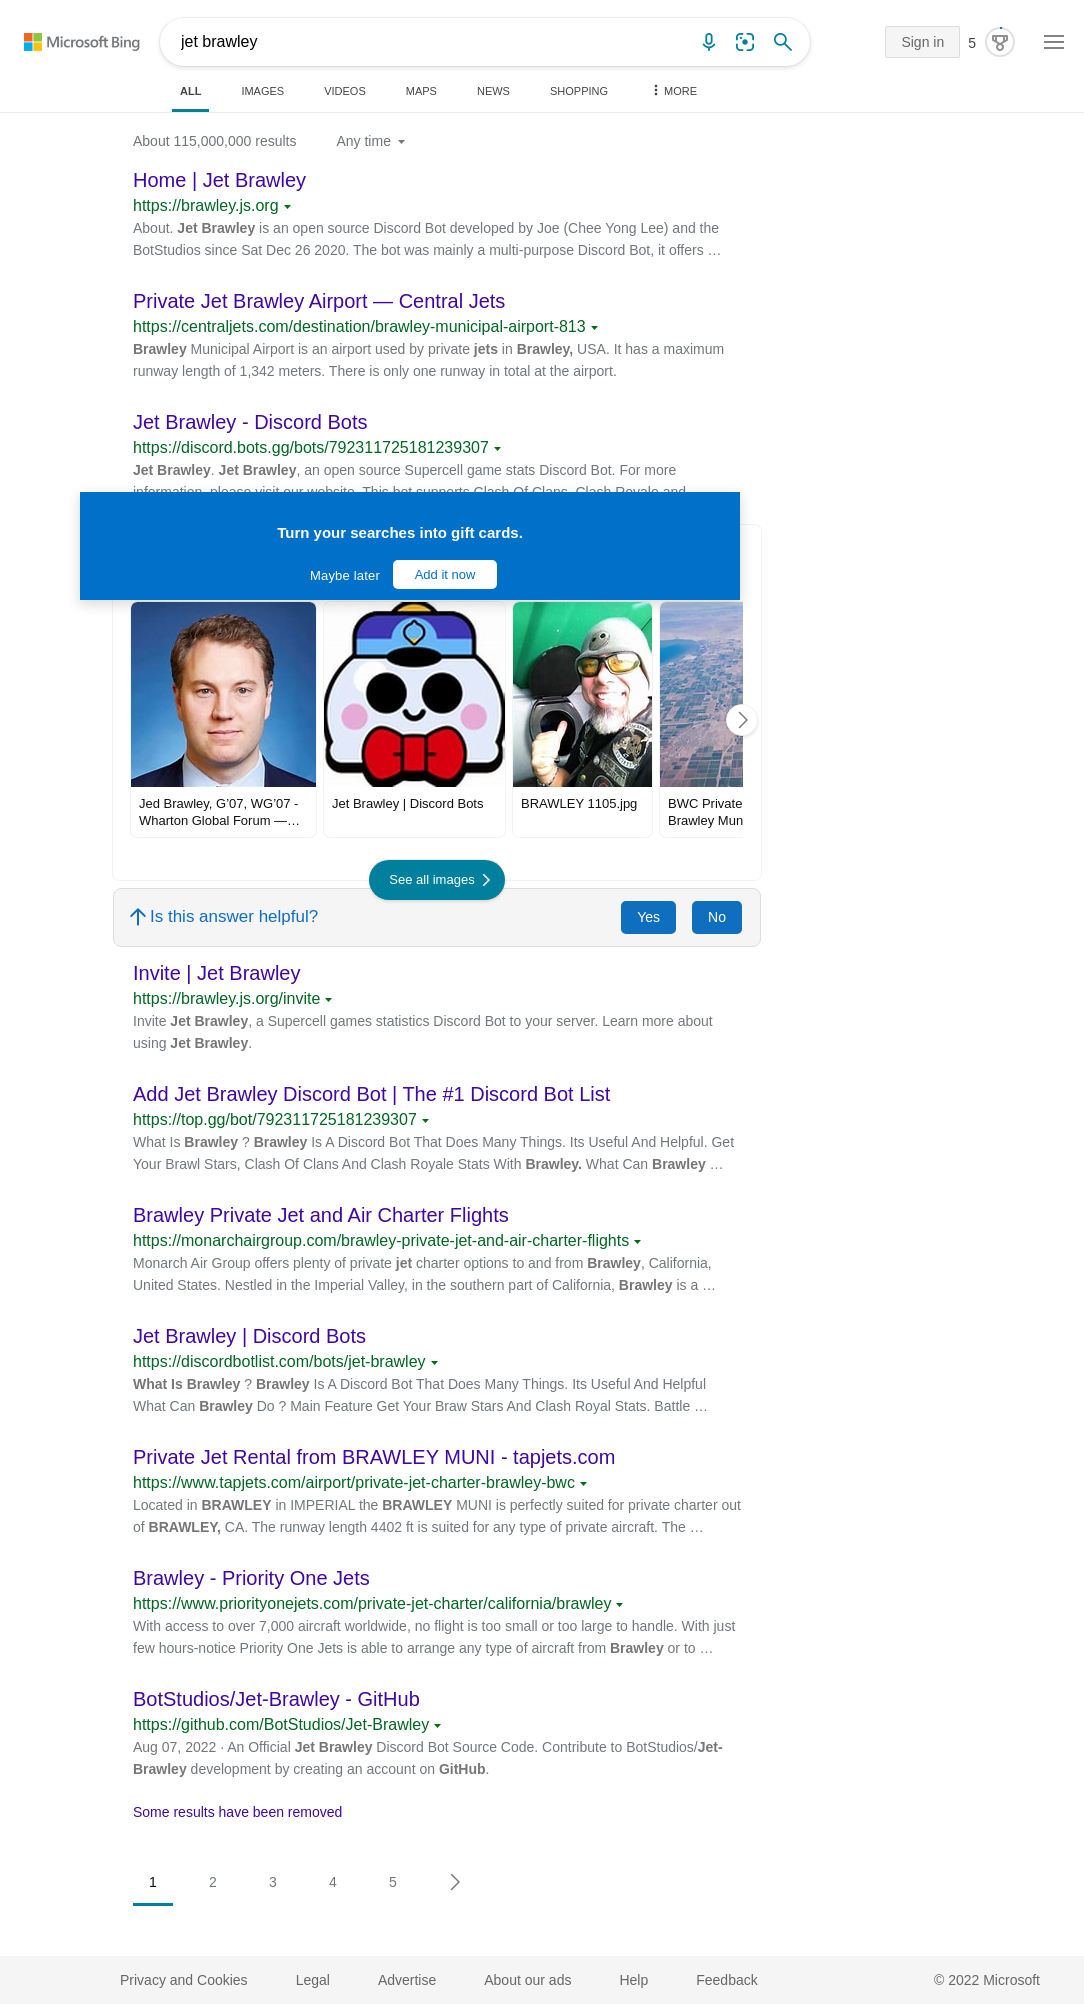 Microsoft Bing
jet brawley
Sign in
5
ALL
IMAGES
VIDEOS
MAPS
NEWS
SHOPPING
MORE
About 115,000,000 results
Any time
Home | Jet Brawley
https://brawley.js.org
About. Jet Brawley is an open source Discord Bot developed by Joe (Chee Yong Lee) and the
BotStudios since Sat Dec 26 2020. The bot was mainly a multi-purpose Discord Bot, it offers …
Private Jet Brawley Airport — Central Jets
https://centraljets.com/destination/brawley-municipal-airport-813
Brawley Municipal Airport is an airport used by private jets in Brawley, USA. It has a maximum
runway length of 1,342 meters. There is only one runway in total at the airport.
Jet Brawley - Discord Bots
https://discord.bots.gg/bots/792311725181239307
Jet Brawley. Jet Brawley, an open source Supercell game stats Discord Bot. For more
information, please visit our website. This bot supports Clash Of Clans, Clash Royale and
Turn your searches into gift cards.
Maybe later
Add it now
Jed Brawley, G’07, WG’07 -
Wharton Global Forum —…
Jet Brawley | Discord Bots
BRAWLEY 1105.jpg
BWC Private
Brawley Mun
See all images
Is this answer helpful?
Yes
No
Invite | Jet Brawley
https://brawley.js.org/invite
Invite Jet Brawley, a Supercell games statistics Discord Bot to your server. Learn more about
using Jet Brawley.
Add Jet Brawley Discord Bot | The #1 Discord Bot List
https://top.gg/bot/792311725181239307
What Is Brawley ? Brawley Is A Discord Bot That Does Many Things. Its Useful And Helpful. Get
Your Brawl Stars, Clash Of Clans And Clash Royale Stats With Brawley. What Can Brawley …
Brawley Private Jet and Air Charter Flights
https://monarchairgroup.com/brawley-private-jet-and-air-charter-flights
Monarch Air Group offers plenty of private jet charter options to and from Brawley, California,
United States. Nestled in the Imperial Valley, in the southern part of California, Brawley is a …
Jet Brawley | Discord Bots
https://discordbotlist.com/bots/jet-brawley
What Is Brawley ? Brawley Is A Discord Bot That Does Many Things. Its Useful And Helpful
What Can Brawley Do ? Main Feature Get Your Braw Stars And Clash Royal Stats. Battle …
Private Jet Rental from BRAWLEY MUNI - tapjets.com
https://www.tapjets.com/airport/private-jet-charter-brawley-bwc
Located in BRAWLEY in IMPERIAL the BRAWLEY MUNI is perfectly suited for private charter out
of BRAWLEY, CA. The runway length 4402 ft is suited for any type of private aircraft. The …
Brawley - Priority One Jets
https://www.priorityonejets.com/private-jet-charter/california/brawley
With access to over 7,000 aircraft worldwide, no flight is too small or too large to handle. With just
few hours-notice Priority One Jets is able to arrange any type of aircraft from Brawley or to …
BotStudios/Jet-Brawley - GitHub
https://github.com/BotStudios/Jet-Brawley
Aug 07, 2022 · An Official Jet Brawley Discord Bot Source Code. Contribute to BotStudios/Jet-
Brawley development by creating an account on GitHub.
Some results have been removed
1
2
3
4
5
Privacy and Cookies
Legal
Advertise
About our ads
Help
Feedback
© 2022 Microsoft